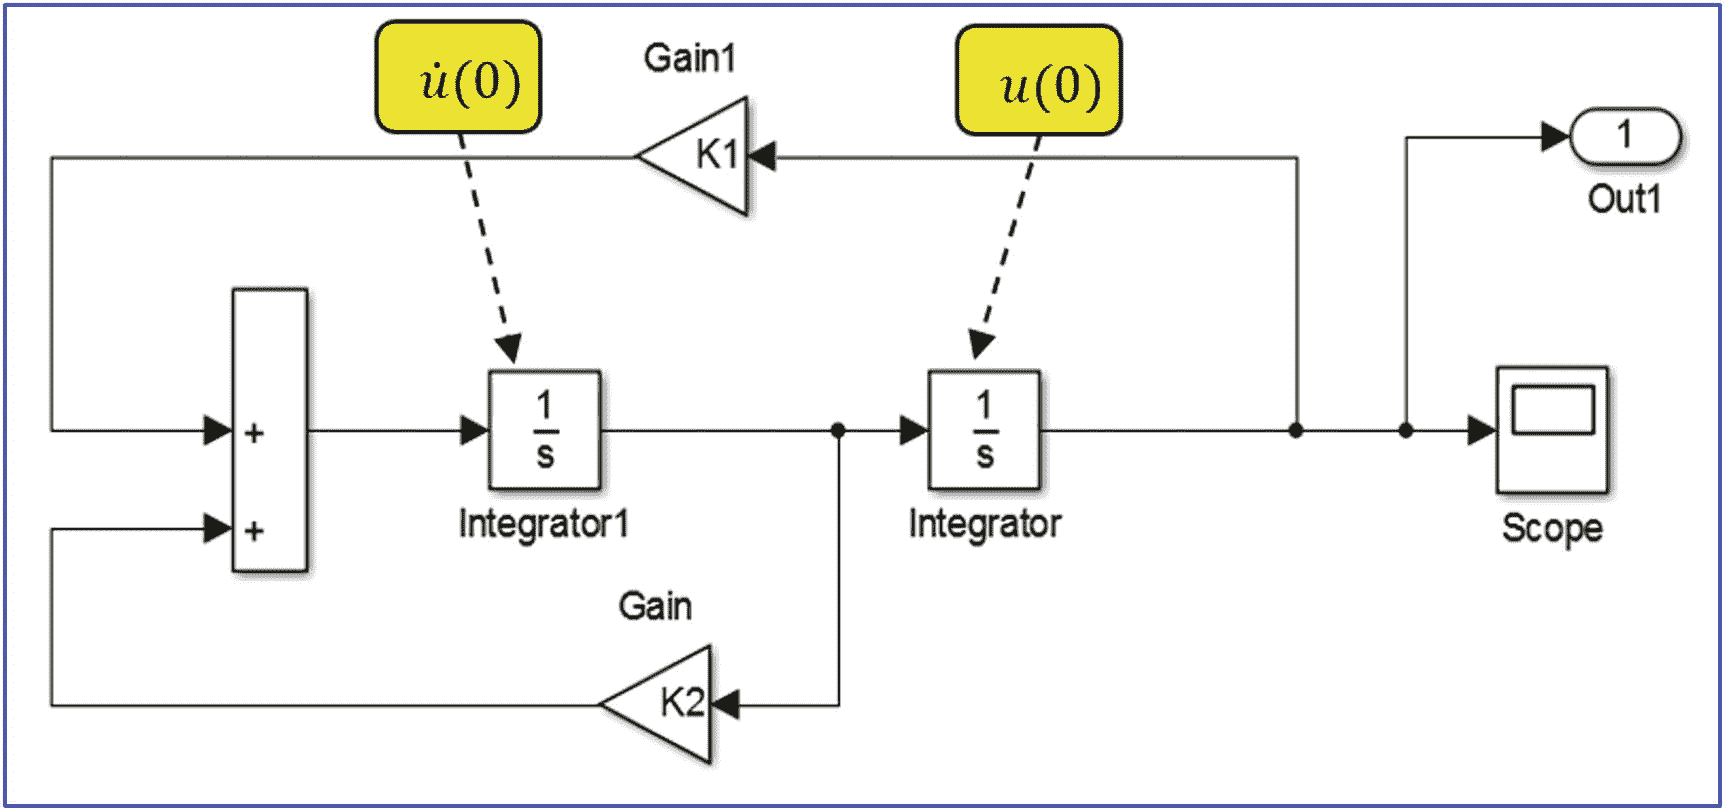 u̇(0)
Gain1
u(0)
K1
1
Out1
+
+
1
s
Integrator1
1
s
Integrator
Scope
Gain
K2